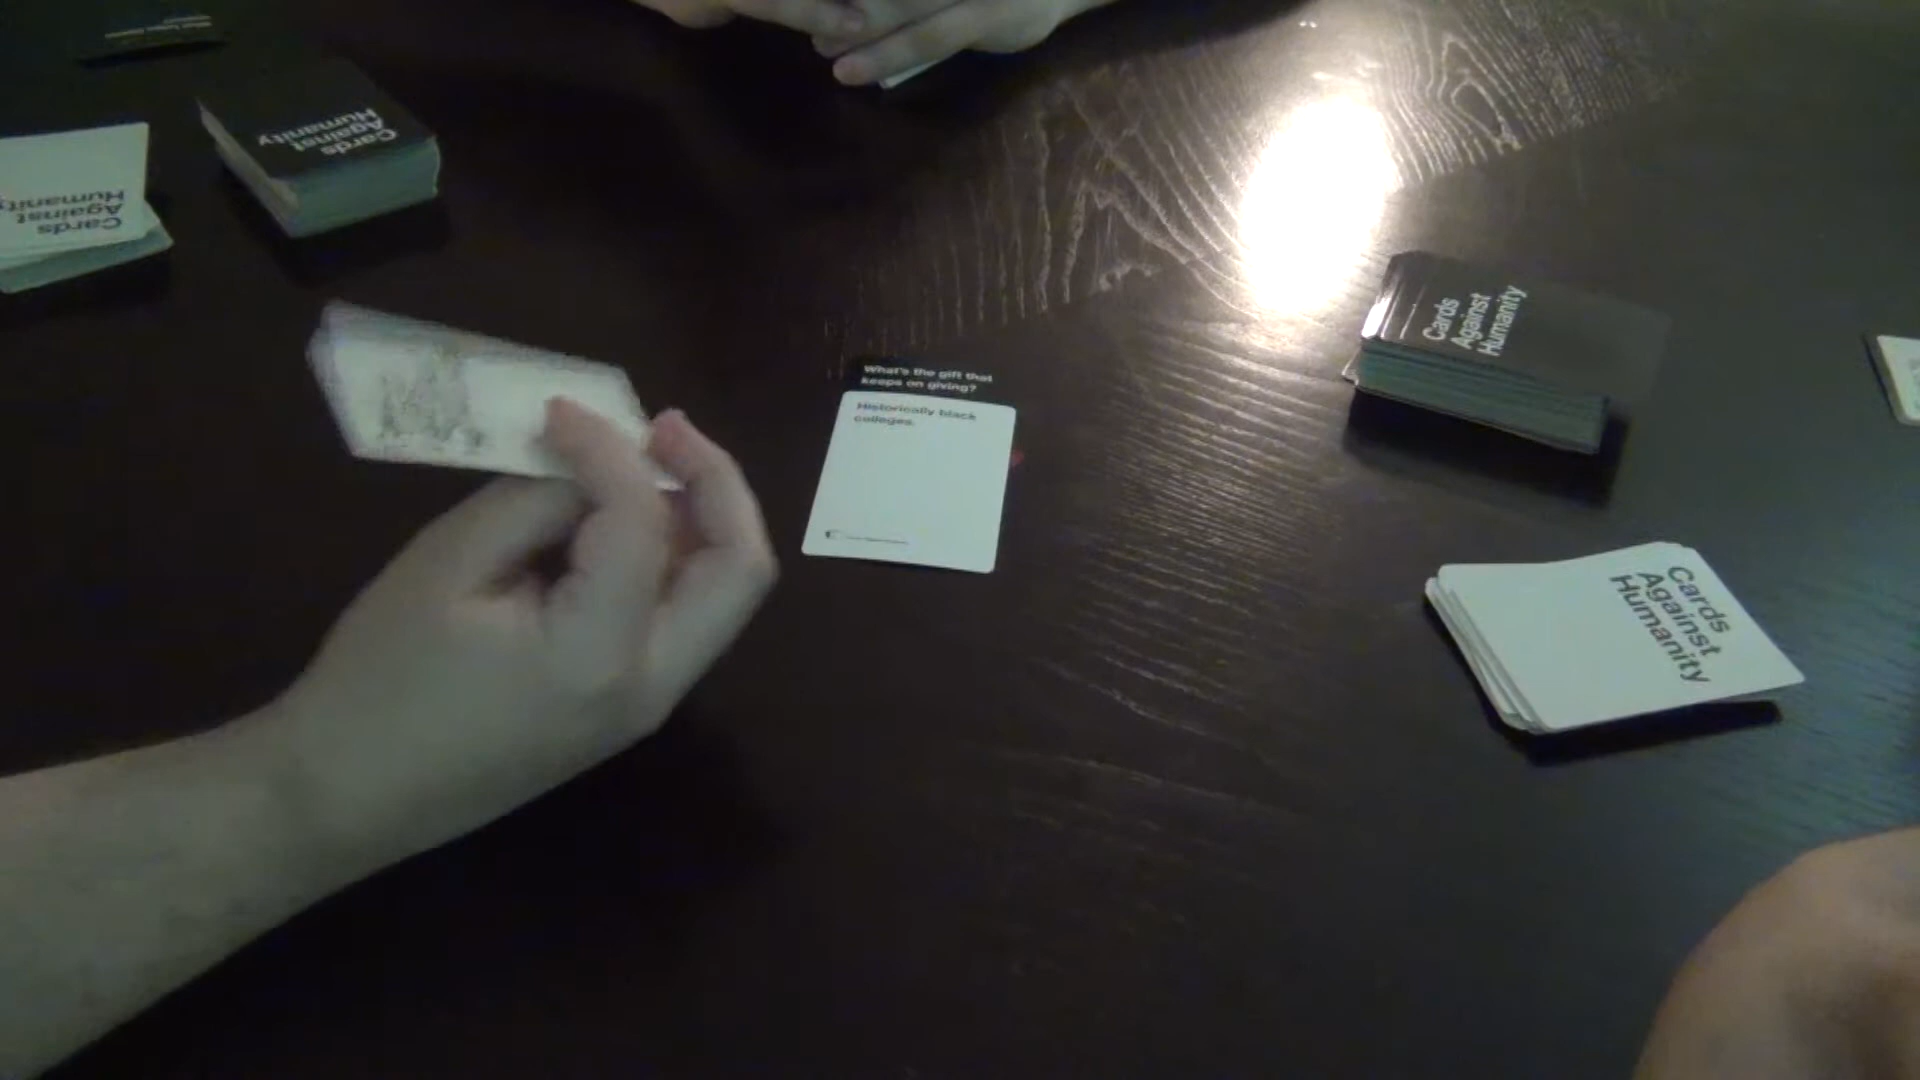 Cards
Against
Humanity
Cards
Against
Humanity
What's the gift that
keeps on giving?
Historically black
colleges.
Cards
Against
Humanity
Cards
Against
Humanity